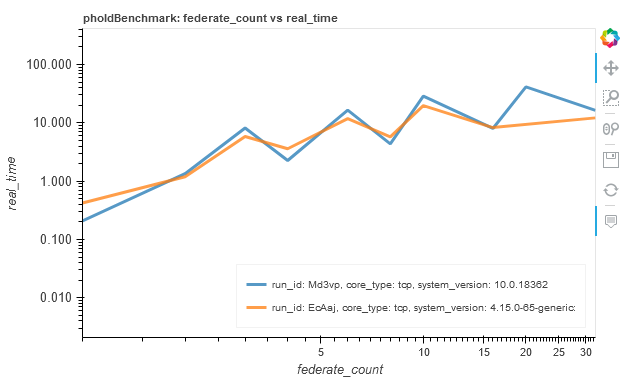 pholdBenchmark: federate_count vs real_time
100.000
10.000
1.000
0.100
0.010
real_time
run_id: Md3vp, core_type: tcp, system_version: 10.0.18362
run_id: EcAaj, core_type: tcp, system_version: 4.15.0-65-generic:
5 10 15 20 25 30
federate_count